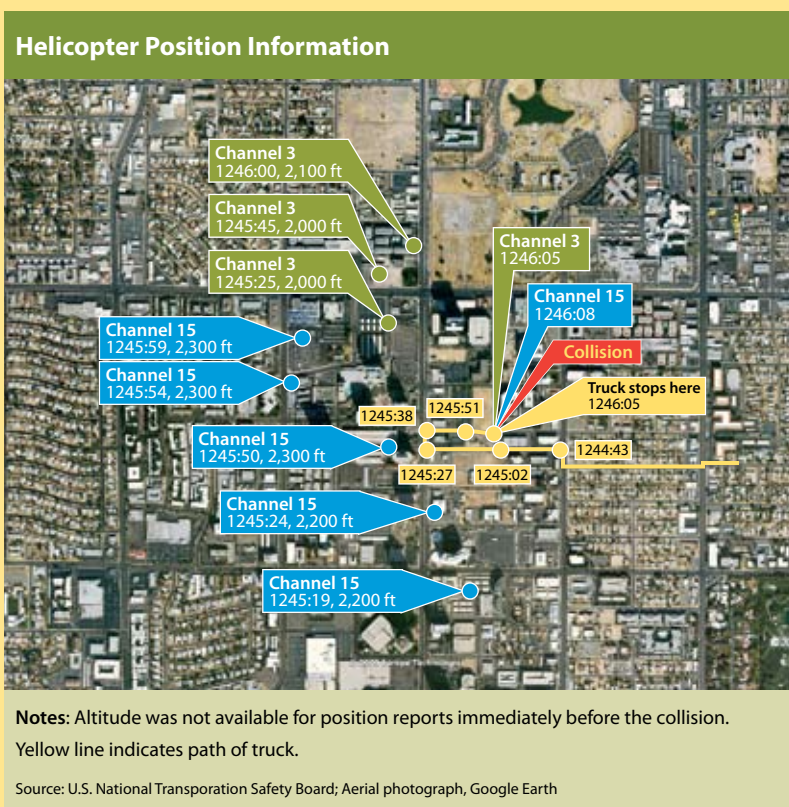 Helicopter Position Information
Channel 3
1246:00, 2,100 ft
Channel 3
1245:45, 2,000 ft
Channel 3
1245:25, 2,000 ft
Channel 3
1246:05
Channel 15
1246:08
Collision
Truck stops here
1246:05
Channel 15
1245:59, 2,300 ft
Channel 15
1245:54, 2,300 ft
1245:38
1245:51
Channel 15
1245:50, 2,300 ft
1244:43
1245:27
1245:02
Channel 15
1245:24, 2,200 ft
Channel 15
1245:19, 2,200 ft
Notes: Altitude was not available for position reports immediately before the collision.
Yellow line indicates path of truck.
Source: U.S. National Transporation Safety Board; Aerial photograph, Google Earth